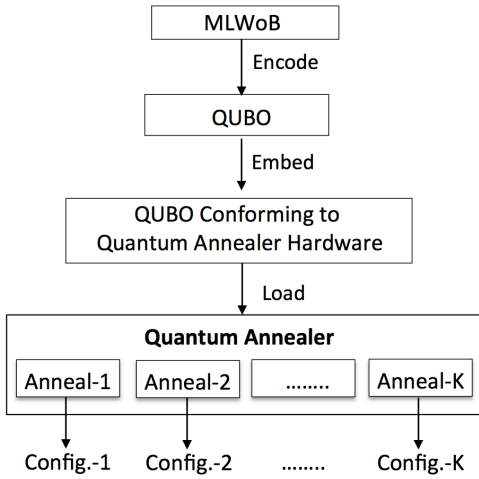 MLWoB
Encode
QUBO
Embed
QUBO Conforming to
Quantum Annealer Hardware
Load
Quantum Annealer
Anneal-1 Anneal-2 …….. Anneal-K
Config.-1 Config.-2 …….. Config.-K